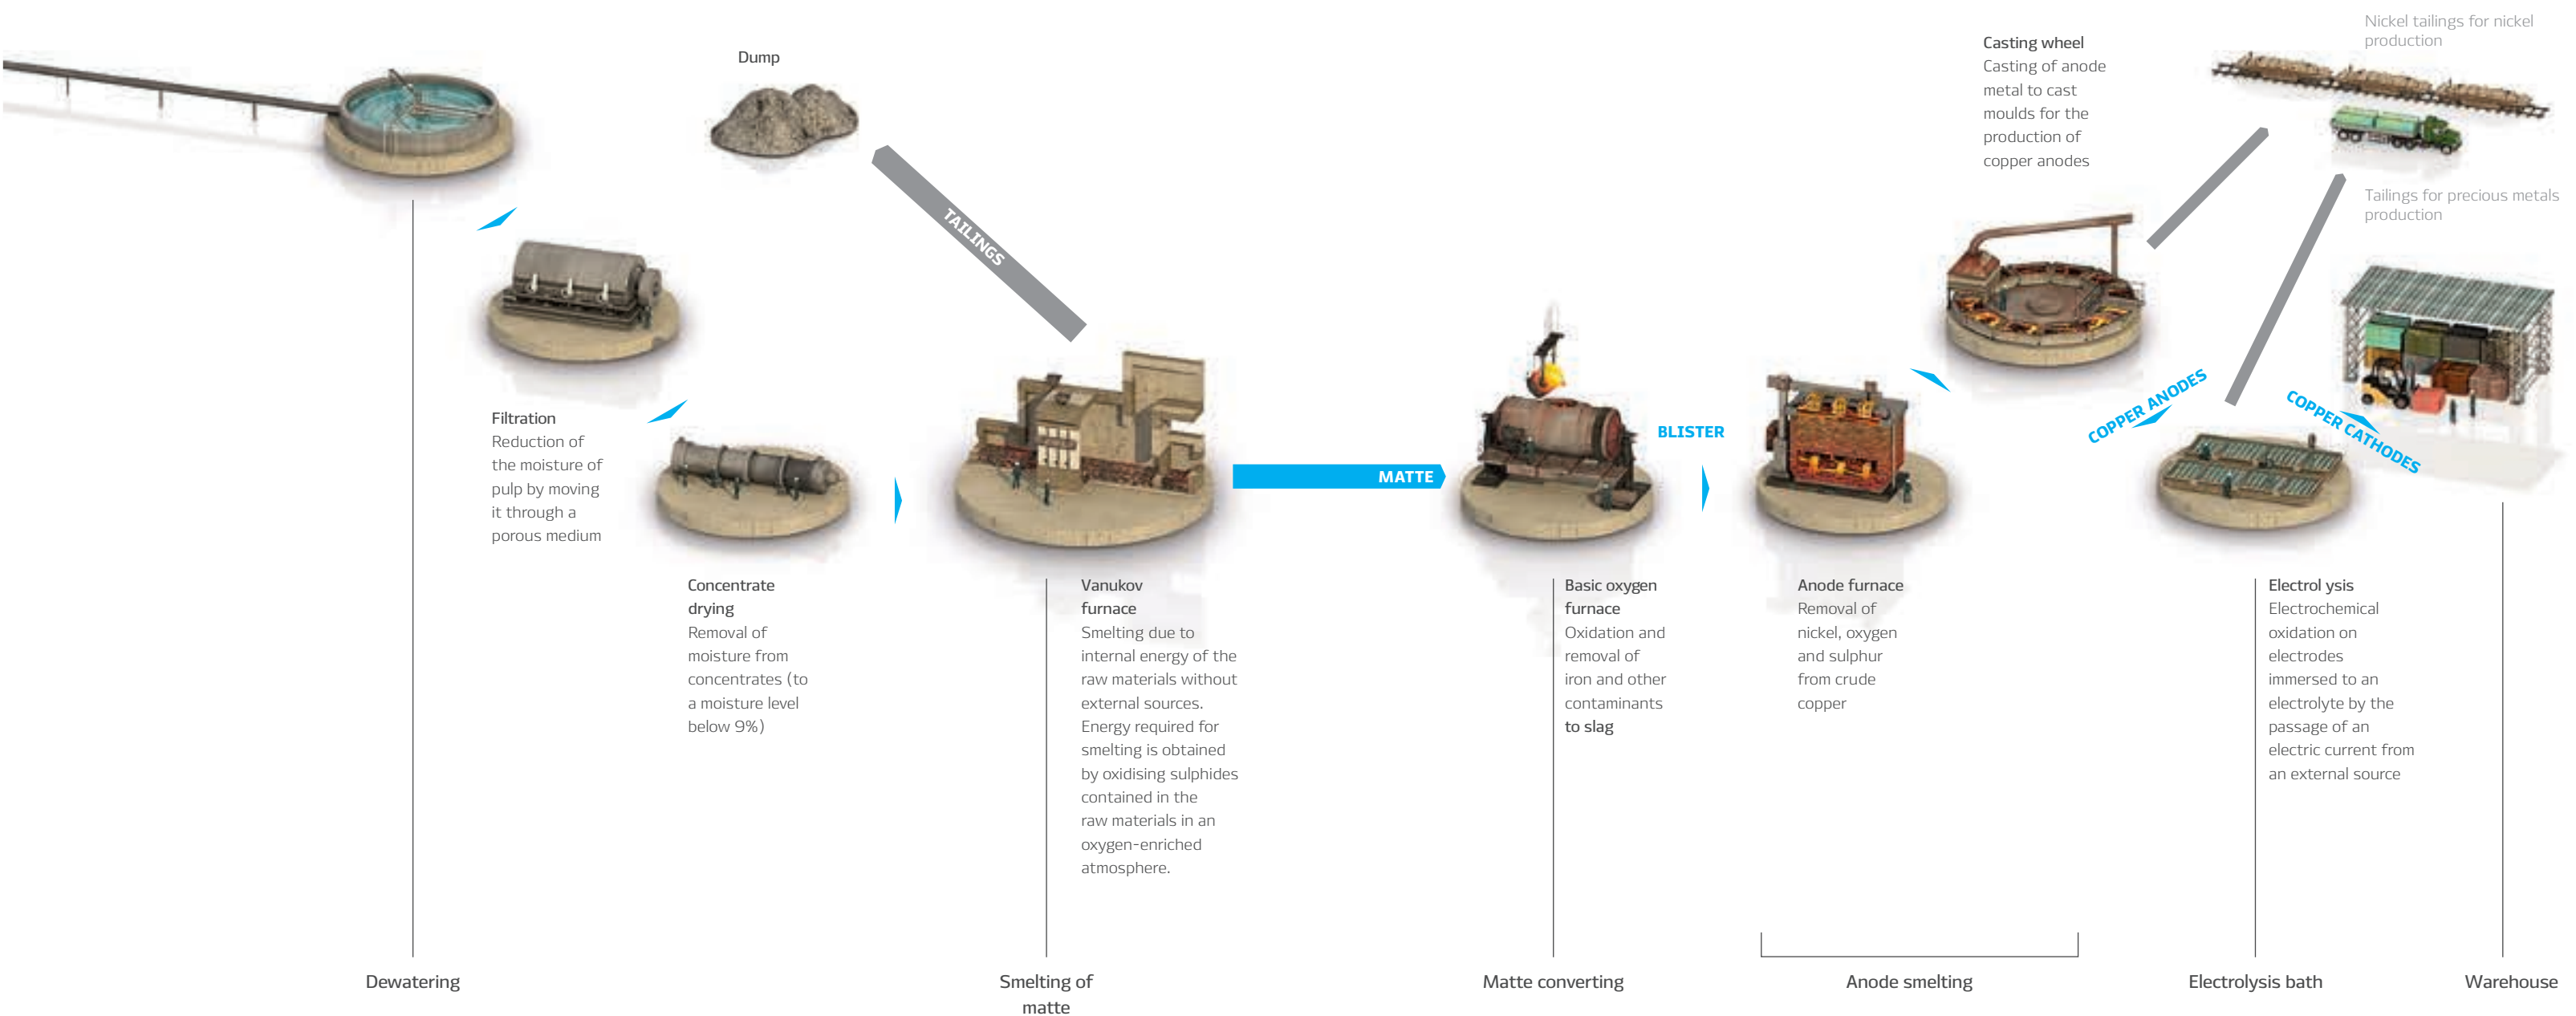 Dump
TAILINGS
Filtration
Reduction of
the moisture of
pulp by moving
it through a
porous medium
Concentrate
drying
Removal of
moisture from
concentrates (to
a moisture level
below 9%)
Vanukov
furnace
Smelting due to
internal energy of the
raw materials without
external sources.
Energy required for
smelting is obtained
by oxidising sulphides
contained in the
raw materials in an
oxygen-enriched
atmosphere.
MATTE
Basic oxygen
furnace
Oxidation and
removal of
iron and other
contaminants
to slag
BLISTER
Anode furnace
Removal of
nickel, oxygen
and sulphur
from crude
copper
Casting wheel
Casting of anode
metal to cast
moulds for the
production of
copper anodes
Nickel tailings for nickel
production
Tailings for precious metals
production
COPPER ANODES
COPPER CATHODES
Electrol ysis
Electrochemical
oxidation on
electrodes
immersed to an
electrolyte by the
passage of an
electric current from
an external source
Dewatering
Smelting of
matte
Matte converting
Anode smelting
Electrolysis bath
Warehouse